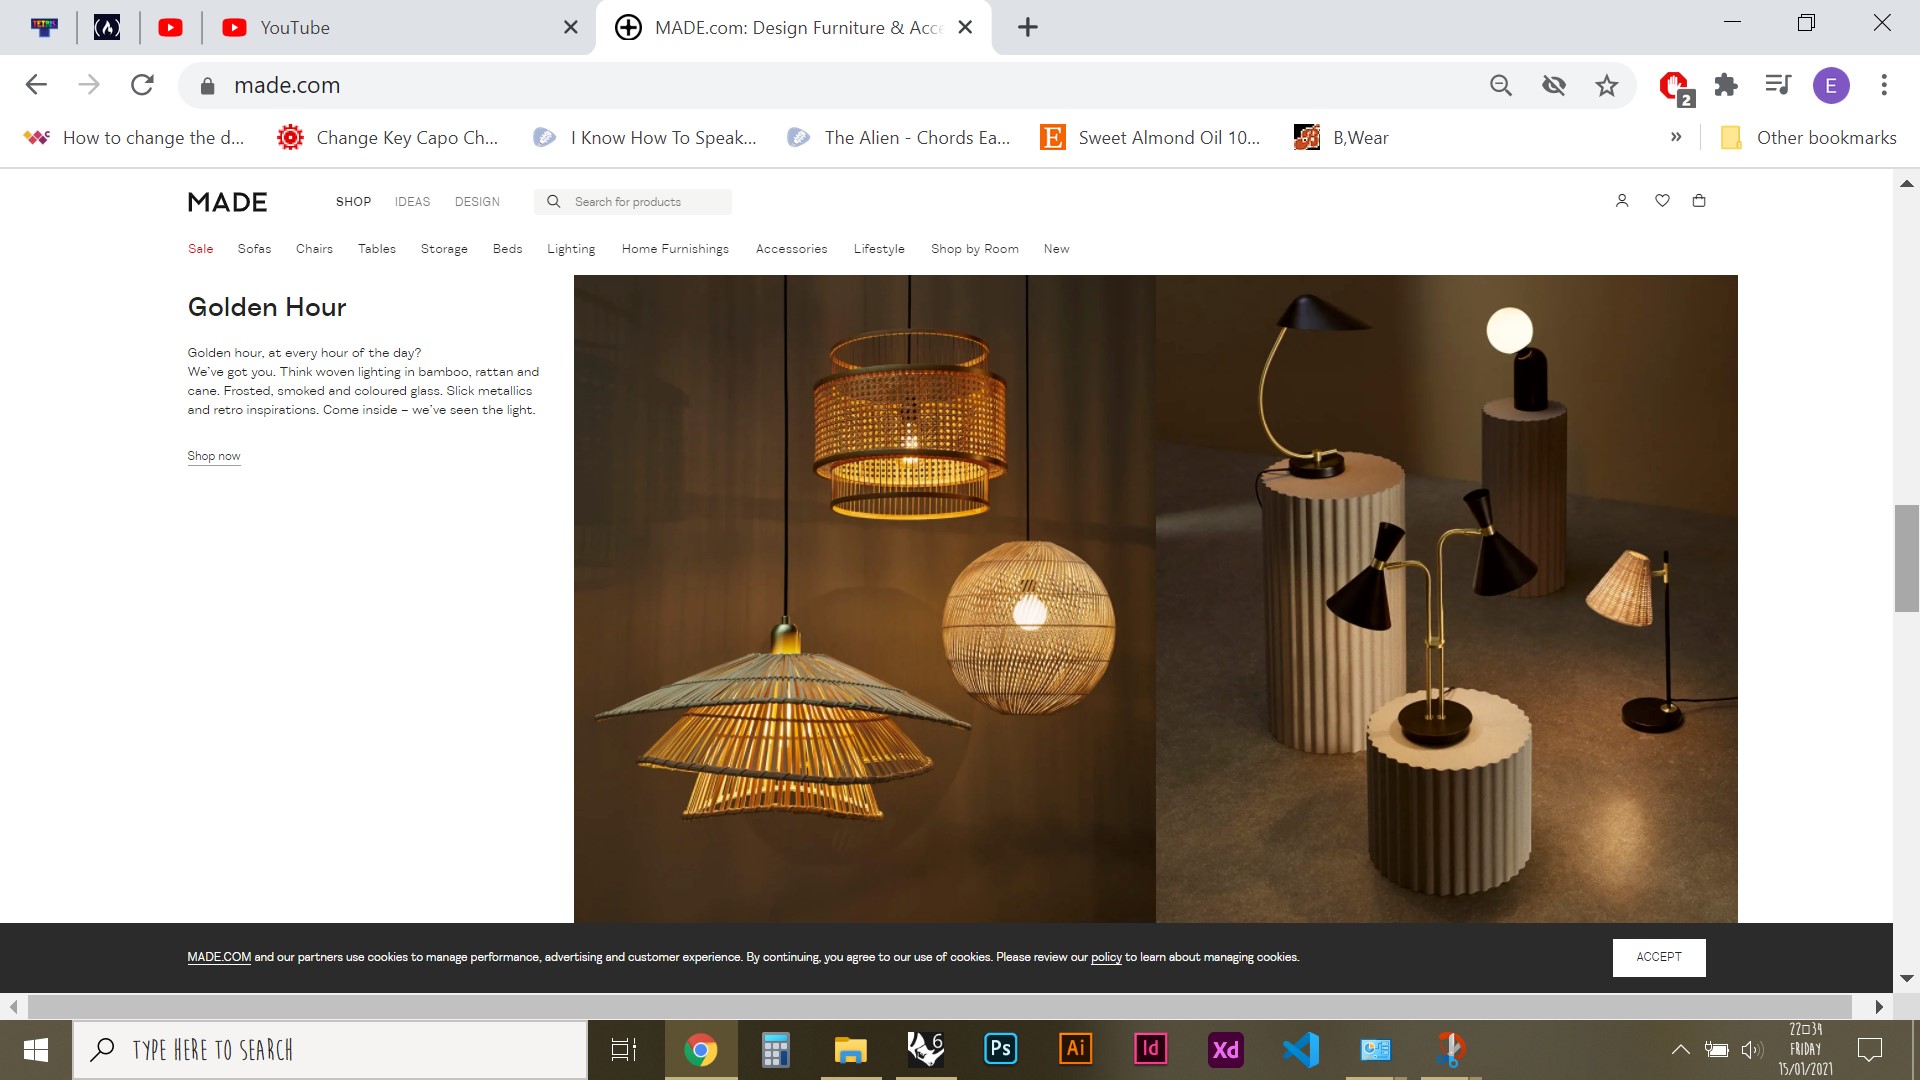 YouTube
MADE.com: Design Furniture & Acce
made.com
2
E
How to change the d...
Change Key Capo Ch...
I Know How To Speak...
The Alien - Chords Ea...
E
Sweet Almond Oil 10...
B,Wear
»
Other bookmarks
MADE
SHOP
IDEAS
DESIGN
Search for products
Sale
Sofas
Chairs
Tables
Storage
Beds
Lighting
Home Furnishings
Accessories
Lifestyle
Shop by Room
New
Golden Hour
Golden hour, at every hour of the day?
We've got you. Think woven lighting in bamboo, rattan and
cane. Frosted, smoked and coloured glass. Slick metallics
and retro inspirations. Come inside – we've seen the light.
Shop now
MADE.COM and our partners use cookies to manage performance, advertising and customer experience. By continuing, you agree to our use of cookies. Please review our policy to learn about managing cookies.
ACCEPT
TYPE HERE TO SEARCH
6
Ps
Ai
Id
Xd
22□34
FRIDAY
15/01/2021